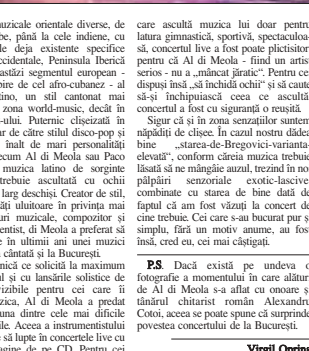 uzicale orientale diverse, de
be, până la cele indiene, cu
le deja existente specifice
ccidentale, Peninsula Iberică
astăzi segmentul european -
pire de cel afro-cubanez - al
tino, un stil cantonat mai
zona world-music, decât în
-ului. Puternic clișeizată în
ar de către stilul disco-pop și
înalt de mari personalități
ecum Al di Meola sau Paco
muzica latino de sorginte
trebuie ascultată cu ochii
larg deschiși. Creator de stil,
ăți uluitoare în privința mai
uri muzicale, compozitor și
entist, di Meola a preferat să
e în ultimii ani unei muzici
cântată și la București.
nică ce solicită la maximum
l și cu lansările solistice de
vizibile pentru cei care îi
zica, Al di Meola a predat
una dintre cele mai dificile
ile. Aceea a instrumentistului
să lupte în concertele live cu
agine de pe CD. Pentru cei
care ascultă muzica lui doar pentru
latura gimnastică, sportivă, spectaculoa-
să, concertul live a fost poate plictisitor
pentru că Al di Meola - fiind un artist
serios - nu a „mâncat jăratic”. Pentru cei
dispuși însă „să închidă ochii” și să caute
să-și închipuiască ceea ce ascultă
concertul a fost cu siguranță o reușită.
Sigur că și în zona senzațiilor suntem
năpădiți de clișee. În cazul nostru dădea
bine „starea-de-Bregovici-varianta-
elevată”, conform căreia muzica trebuie
lăsată să ne mângâie auzul, trezind în noi
pâlpâiri senzoriale exotic-lascive
combinate cu starea de bine dată de
faptul că am fost văzuți la concert de
cine trebuie. Cei care s-au bucurat pur și
simplu, fără un motiv anume, au fost
însă, cred eu, cei mai câștigați.
P.S. Dacă există pe undeva o
fotografie a momentului în care alături
de Al di Meola s-a aflat cu onoare și
tânărul chitarist român Alexandru
Cotoi, aceea se poate spune că surprinde
povestea concertului de la București.
Virgil Oprina